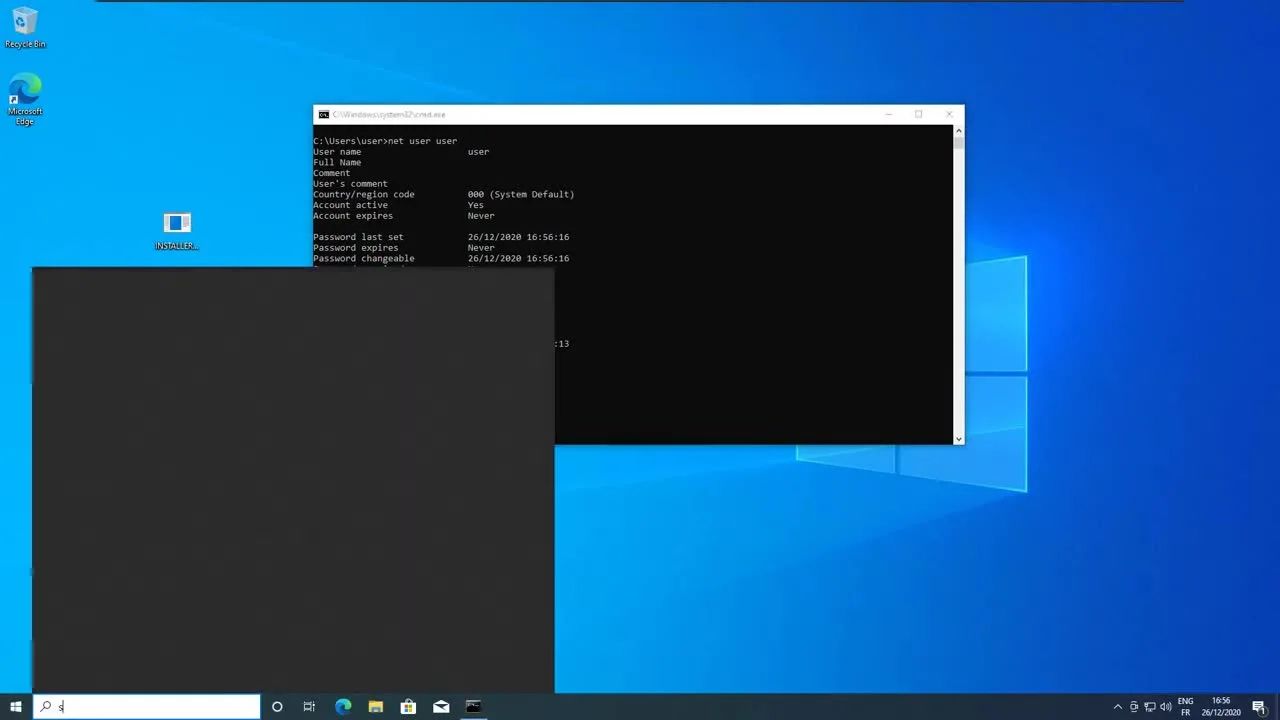 Recycle Bin
Microsoft
Edge
INSTALLER...
C:\Windows\system32\cmd.exe
C:\Users\user>net user user
User name user
Full Name
Comment
User's comment
Country/region code 000 (System Default)
Account active Yes
Account expires Never
Password last set 26/12/2020 16:56:16
Password expires Never
Password changeable 26/12/2020 16:56:16
:13
s
ENG
FR
16:56
26/12/2020
1